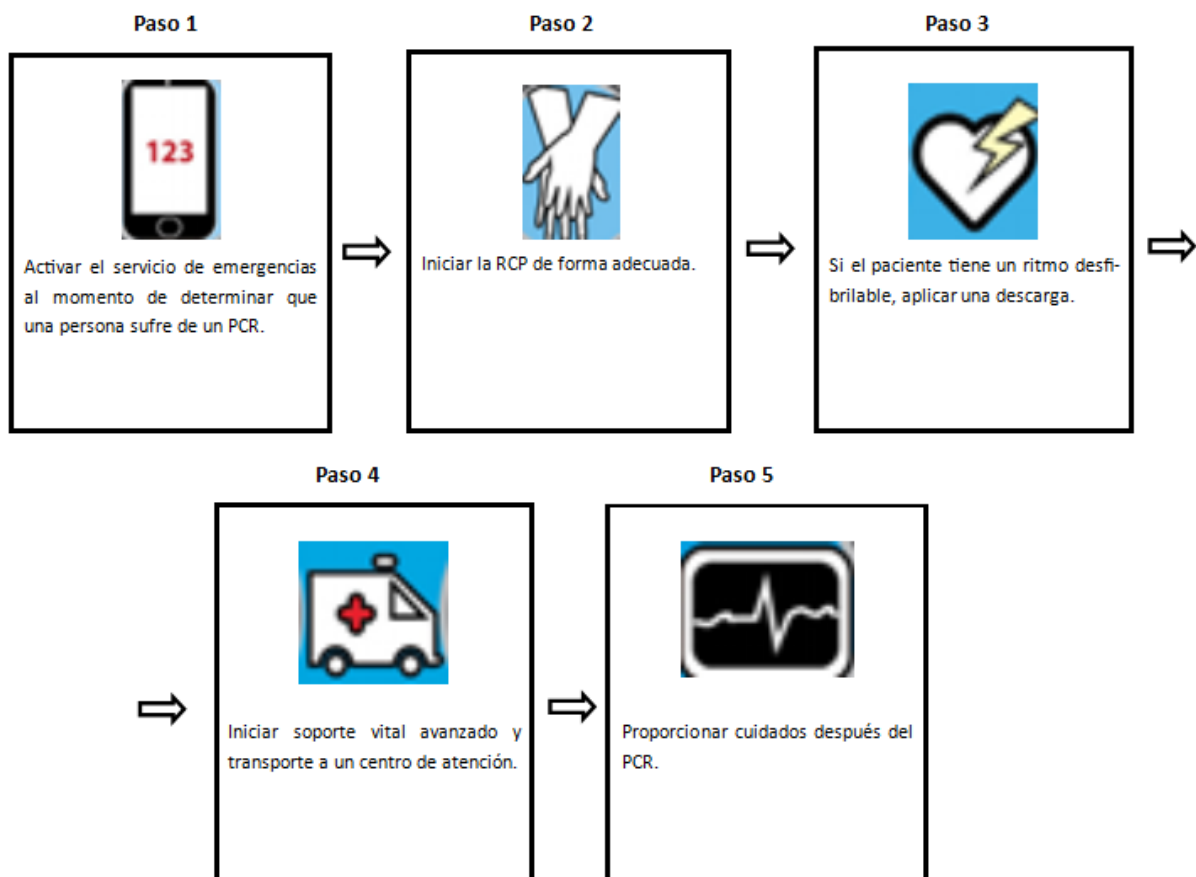 Paso 1
Paso 2
Paso 3
123
Activar el servicio de emergencias
al momento de determinar que
una persona sufre de un PCR.
Iniciar la RCP de forma adecuada.
Si el paciente tiene un ritmo desfi-
brilable, aplicar una descarga.
Paso 4
Paso 5
Iniciar soporte vital avanzado y
transporte a un centro de atención.
Proporcionar cuidados después del
PCR.